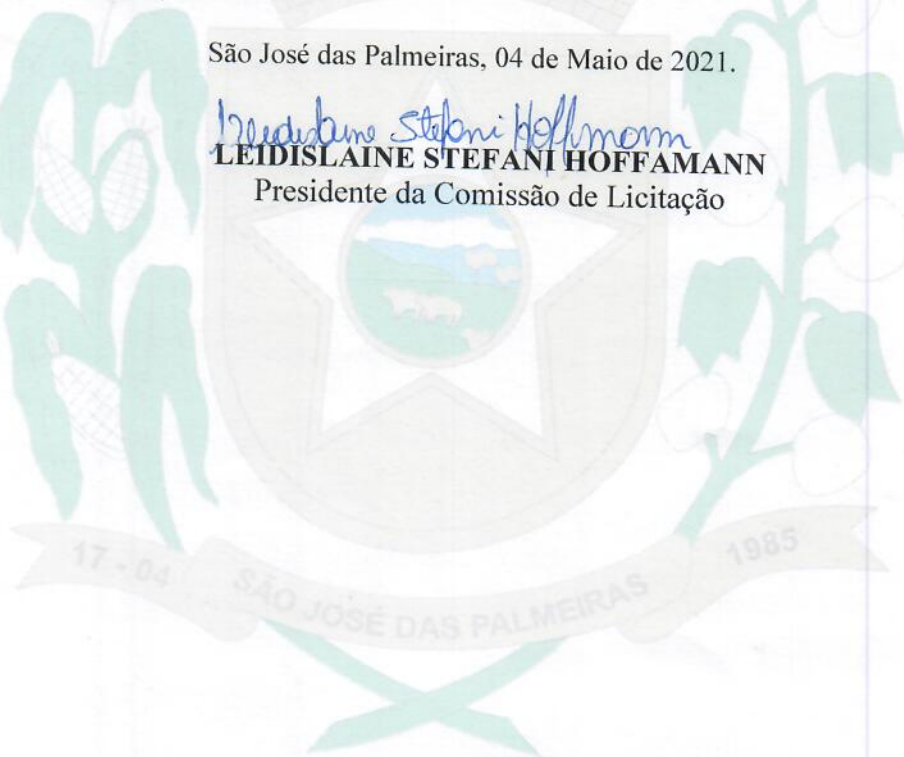 São José das Palmeiras, 04 de Maio de 2021.
Leidislaine Stefani Hoffmann
LEIDISLAINE STEFANI HOFFAMANN
Presidente da Comissão de Licitação
17 - 04
SÃO JOSÉ DAS PALMEIRAS
1985